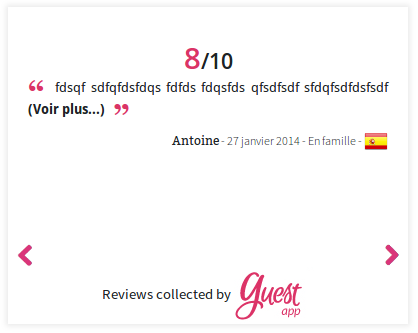 8/10
“ fdsqf sdfqfdsfdqs fdfds fdqsfds qfsdfsdf sfdqfsdfdsfsdf
(Voir plus...) ”
Antoine - 27 janvier 2014 - En famille -
Reviews collected by guest
app